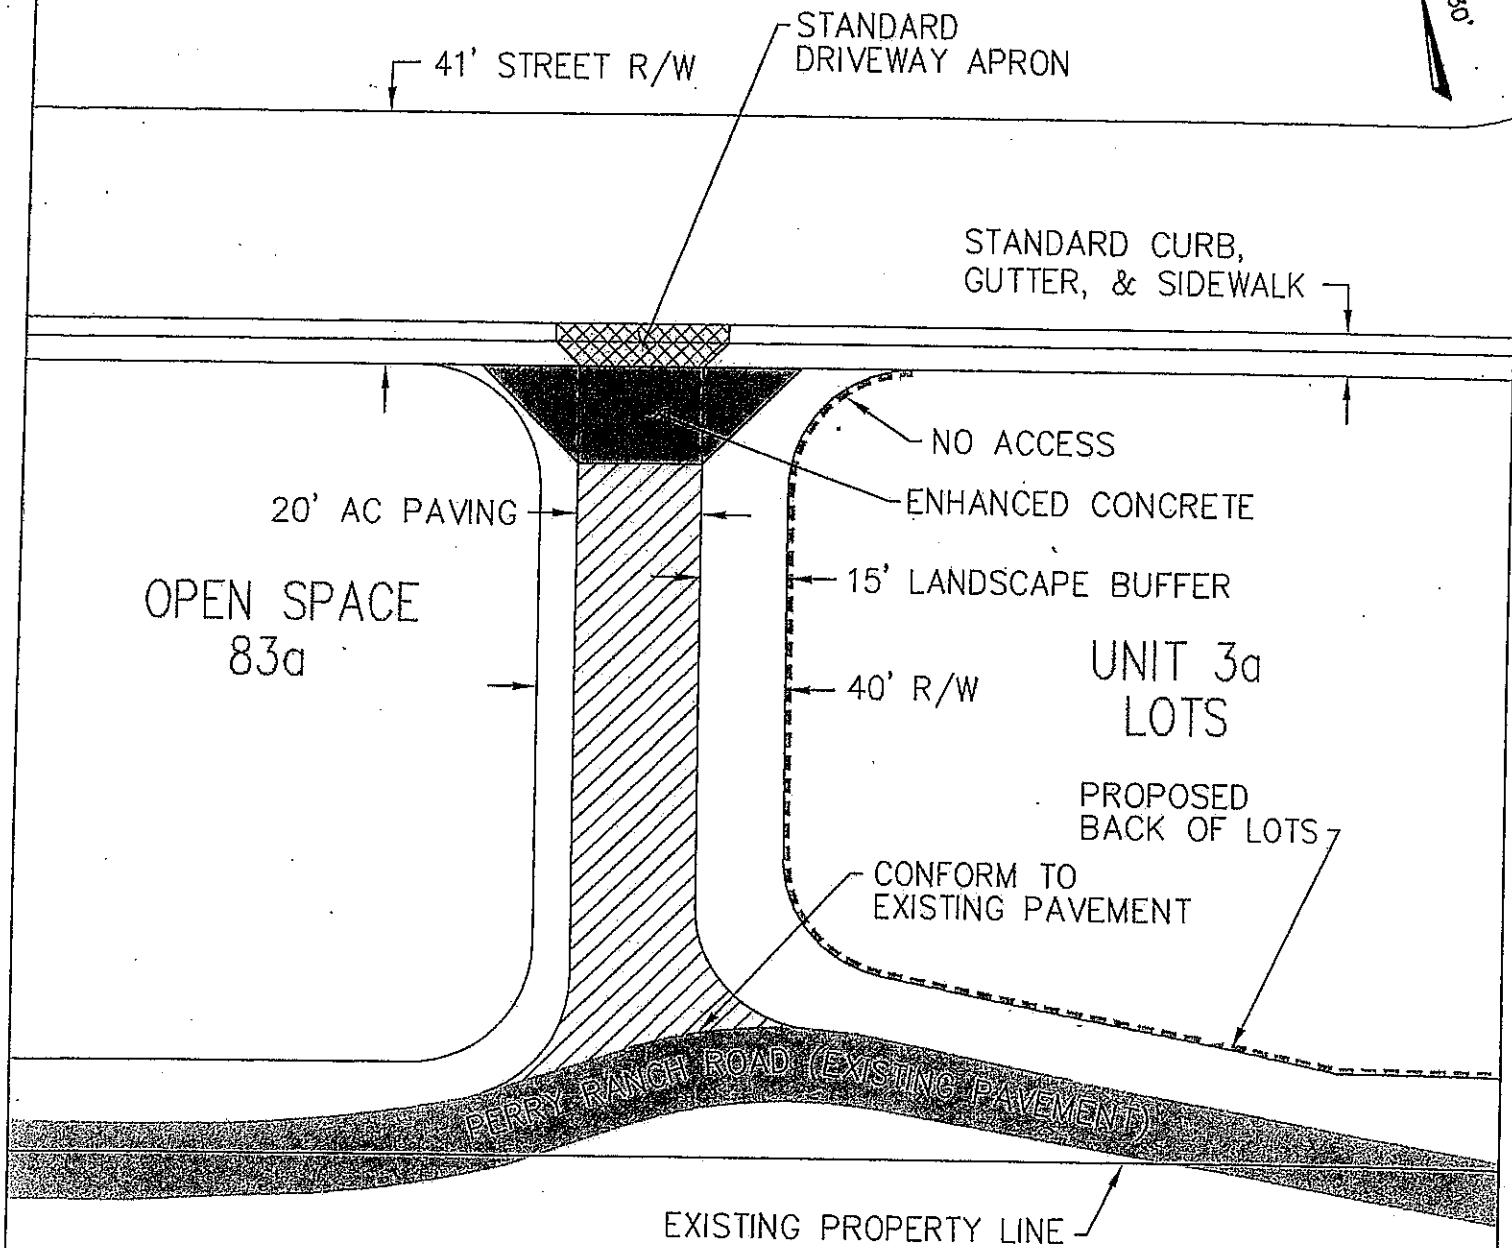 30'
STANDARD
DRIVEWAY APRON
41' STREET R/W
STANDARD CURB,
GUTTER, & SIDEWALK
NO ACCESS
ENHANCED CONCRETE
20' AC PAVING
15' LANDSCAPE BUFFER
OPEN SPACE
83a
UNIT 3a
LOTS
40' R/W
PROPOSED
BACK OF LOTS
CONFORM TO
EXISTING PAVEMENT
PERRY RANCH ROAD (EXISTING PAVEMENT)
EXISTING PROPERTY LINE